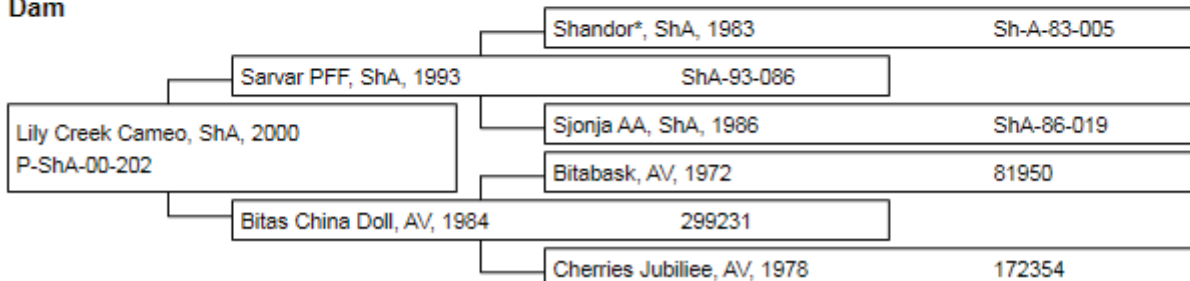 Dam
Shandor*, ShA, 1983 Sh-A-83-005
Sarvar PFF, ShA, 1993 ShA-93-086
Sjonja AA, ShA, 1986 ShA-86-019
Lily Creek Cameo, ShA, 2000
P-ShA-00-202
Bitabask, AV, 1972 81950
Bitas China Doll, AV, 1984 299231
Cherries Jubiliee, AV, 1978 172354